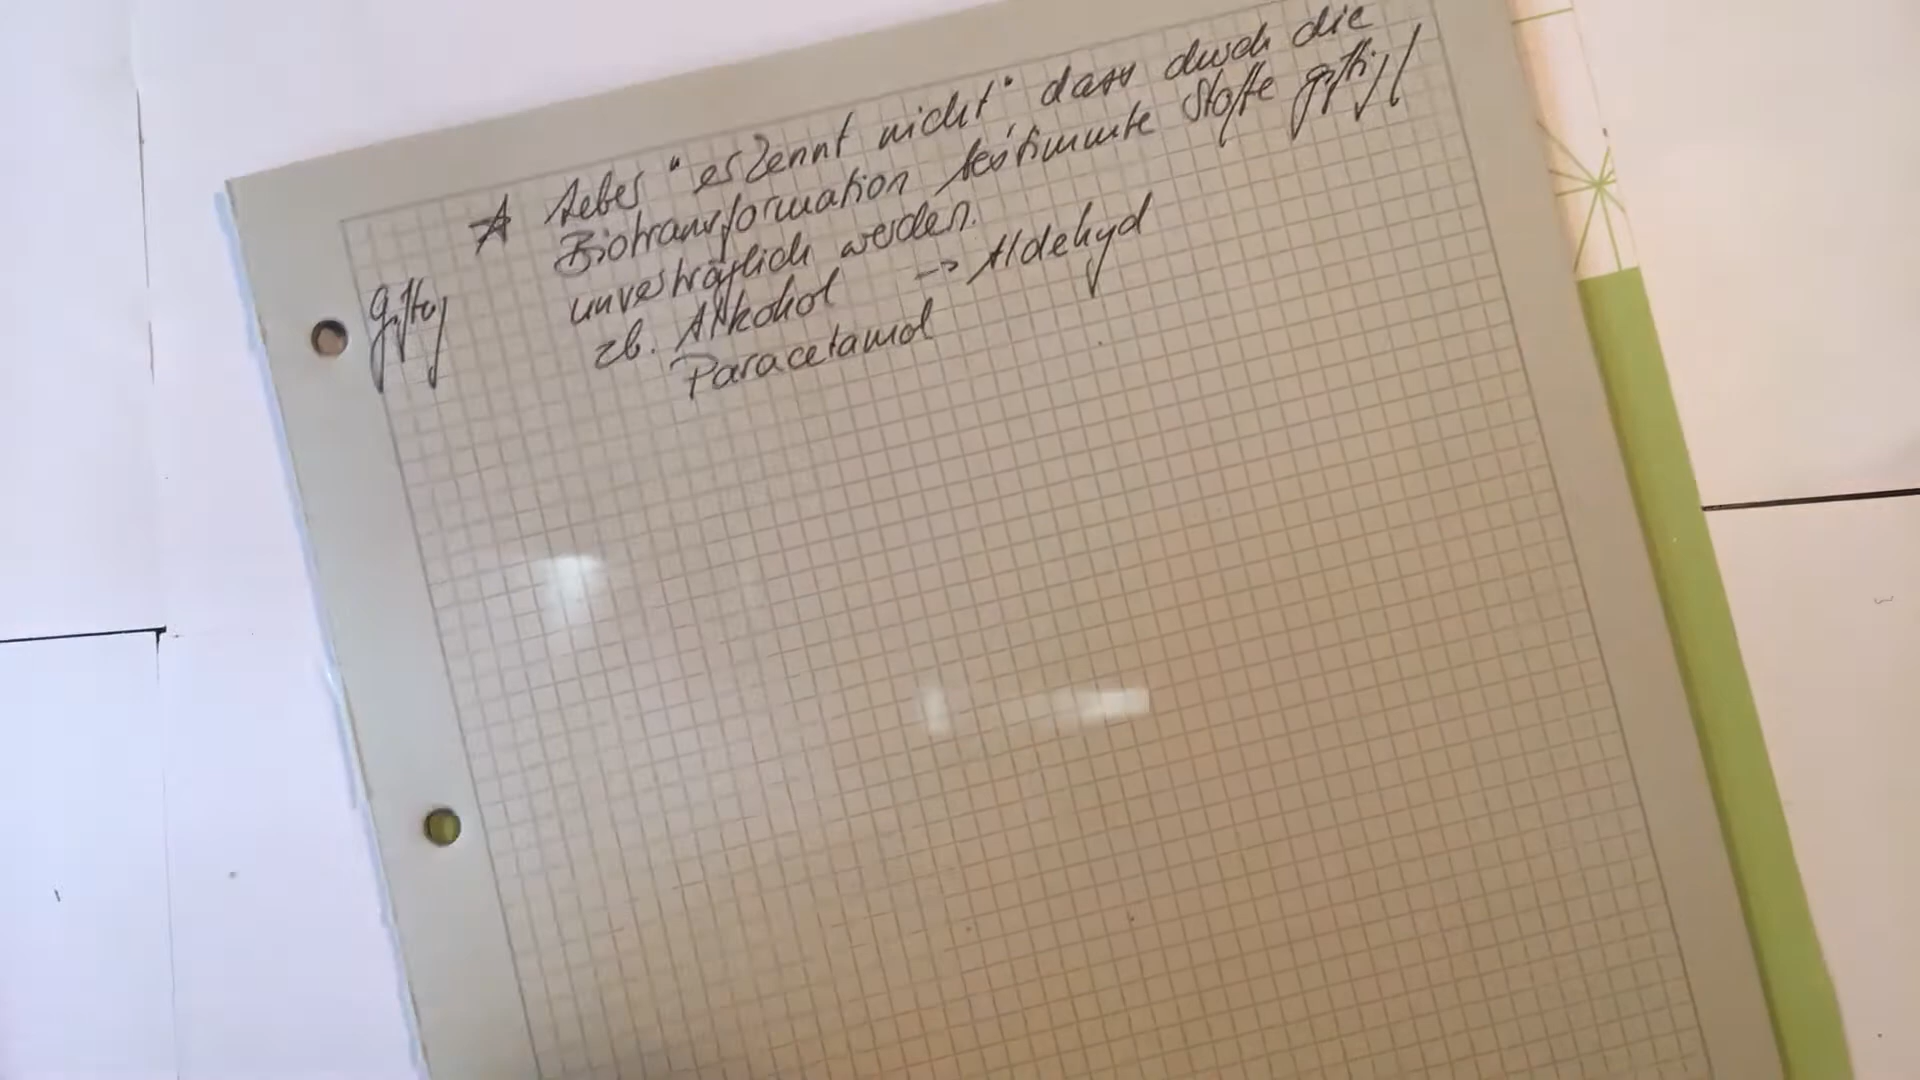 * Leber "erkennt nicht" dass durch die
Biotransformation bestimmte Stoffe giftig/
unverträglich werden.
giftig
zb. Alkohol -> Aldehyd
Paracetamol